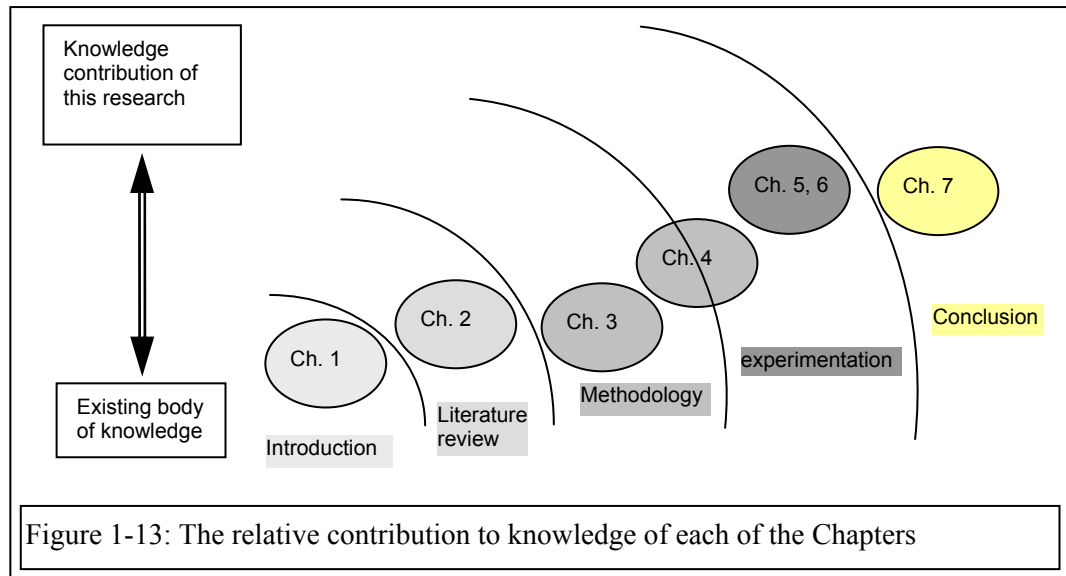 Knowledge
contribution of
this research
Existing body
of knowledge
Ch. 1
Introduction
Ch. 2
Literature
review
Ch. 3
Methodology
Ch. 4
Ch. 5, 6
experimentation
Ch. 7
Conclusion
Figure 1-13: The relative contribution to knowledge of each of the Chapters